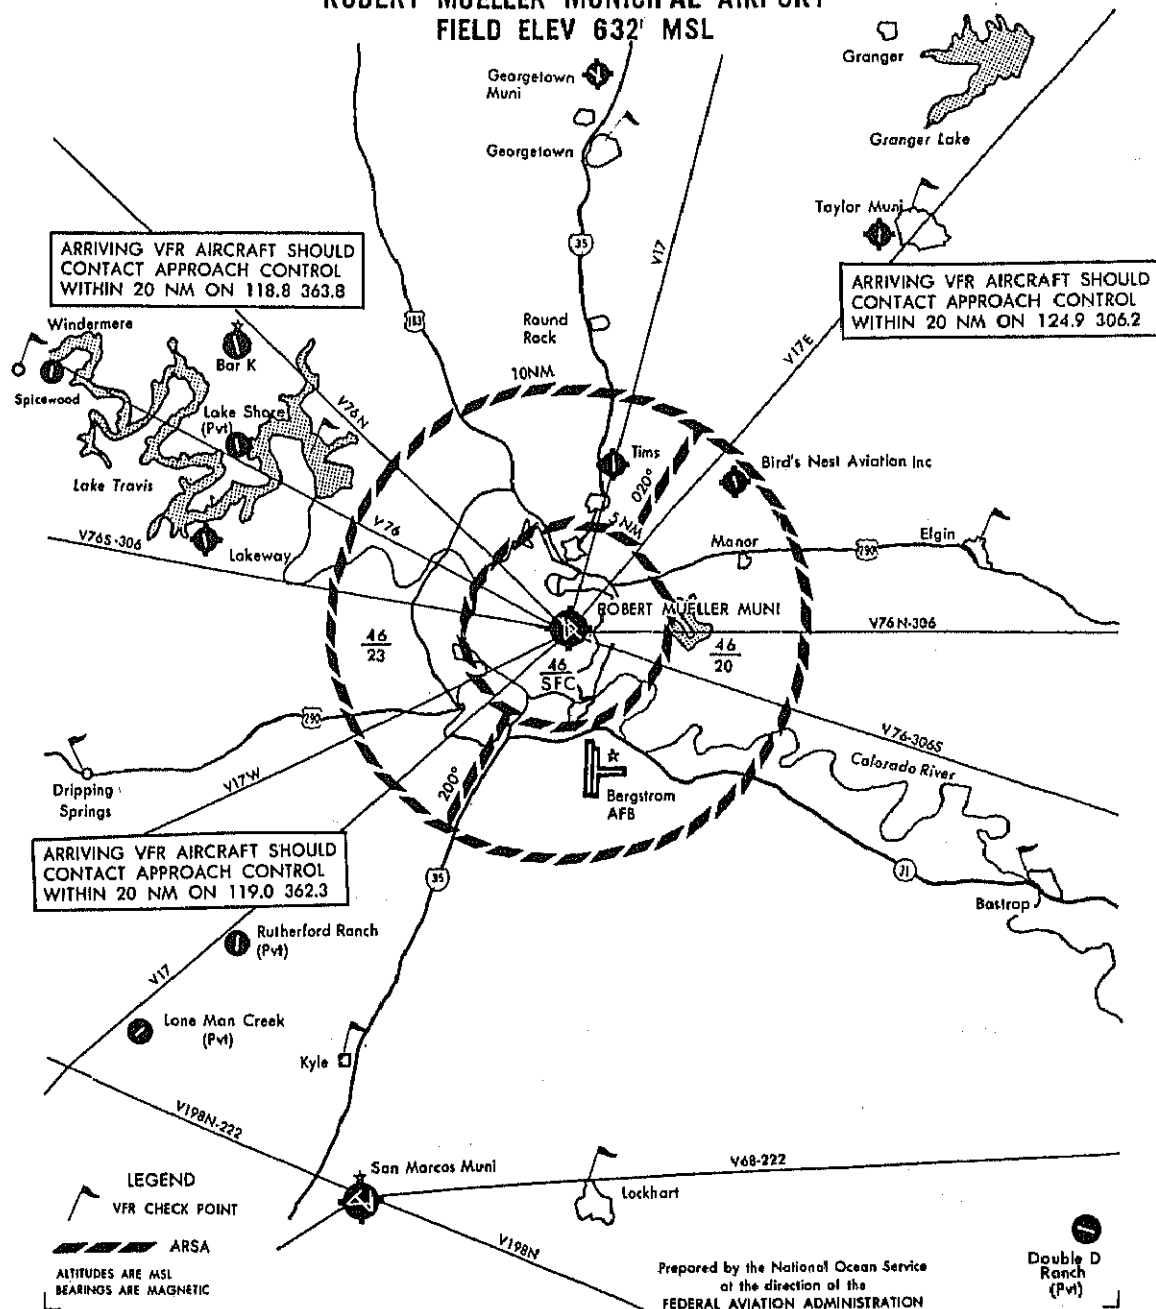 ROBERT MUELLER MUNICIPAL AIRPORT
FIELD ELEV 632' MSL
Georgetown
Muni
Granger
Georgetown
Granger Lake
Taylor Muni
35
V17
ARRIVING VFR AIRCRAFT SHOULD
CONTACT APPROACH CONTROL
WITHIN 20 NM ON 118.8 363.8
ARRIVING VFR AIRCRAFT SHOULD
CONTACT APPROACH CONTROL
WITHIN 20 NM ON 124.9 306.2
183
Round
Rock
Windermere
Bar K
V17E
10NM
Spicewood
V76N
Lake Shore
(Pvt)
Tims
Bird's Nest Aviation Inc
Lake Travis
020°
V76
5NM
V76S-306
Lakeway
Manor
290
Elgin
ROBERT MUELLER MUNI
V76N-306
46
23
46
SFC
46
20
290
V76-306S
Dripping
Springs
V17W
200°
Bergstrom
AFB
Colorado River
ARRIVING VFR AIRCRAFT SHOULD
CONTACT APPROACH CONTROL
WITHIN 20 NM ON 119.0 362.3
35
71
Bastrop
Rutherford Ranch
(Pvt)
V17
Lone Man Creek
(Pvt)
Kyle
V198N-222
San Marcos Muni
V68-222
Lockhart
LEGEND
VFR CHECK POINT
ARSA
ALTITUDES ARE MSL
BEARINGS ARE MAGNETIC
V198N
Prepared by the National Ocean Service
at the direction of the
FEDERAL AVIATION ADMINISTRATION
Double D
Ranch
(Pvt)